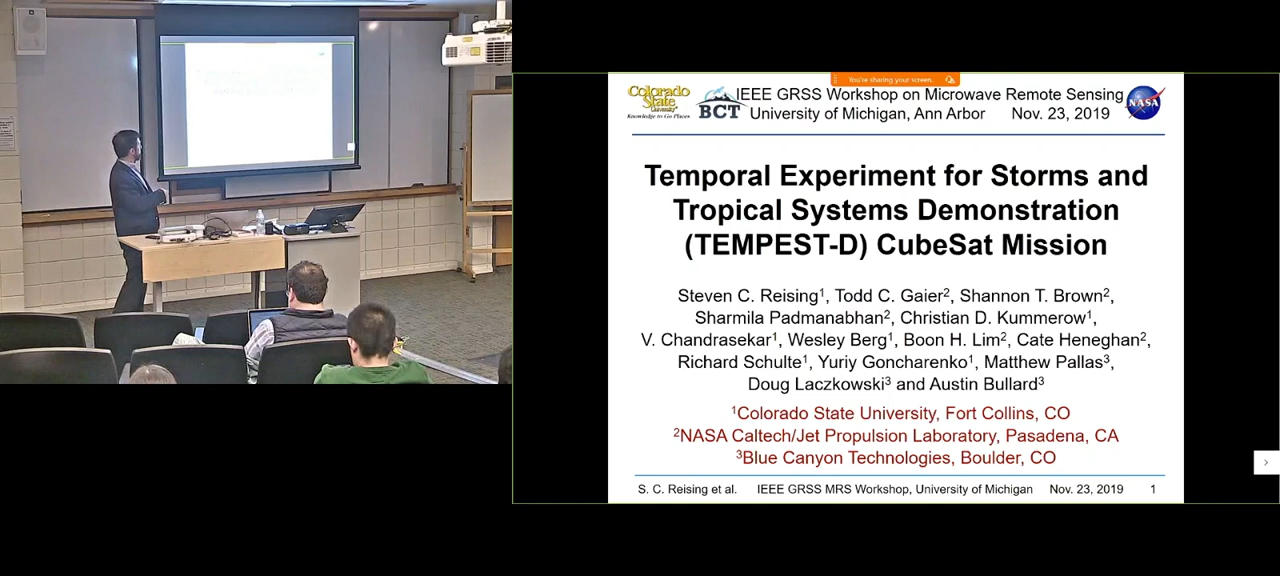 You're sharing your screen.
Colorado
State
University
Knowledge to Go Places
BCT
IEEE GRSS Workshop on Microwave Remote Sensing
University of Michigan, Ann Arbor Nov. 23, 2019
NASA
Temporal Experiment for Storms and
Tropical Systems Demonstration
(TEMPEST-D) CubeSat Mission
Steven C. Reising¹, Todd C. Gaier², Shannon T. Brown²,
Sharmila Padmanabhan², Christian D. Kummerow¹,
V. Chandrasekar¹, Wesley Berg¹, Boon H. Lim², Cate Heneghan²,
Richard Schulte¹, Yuriy Goncharenko¹, Matthew Pallas³,
Doug Laczkowski³ and Austin Bullard³
¹Colorado State University, Fort Collins, CO
²NASA Caltech/Jet Propulsion Laboratory, Pasadena, CA
³Blue Canyon Technologies, Boulder, CO
S. C. Reising et al. IEEE GRSS MRS Workshop, University of Michigan Nov. 23, 2019 1